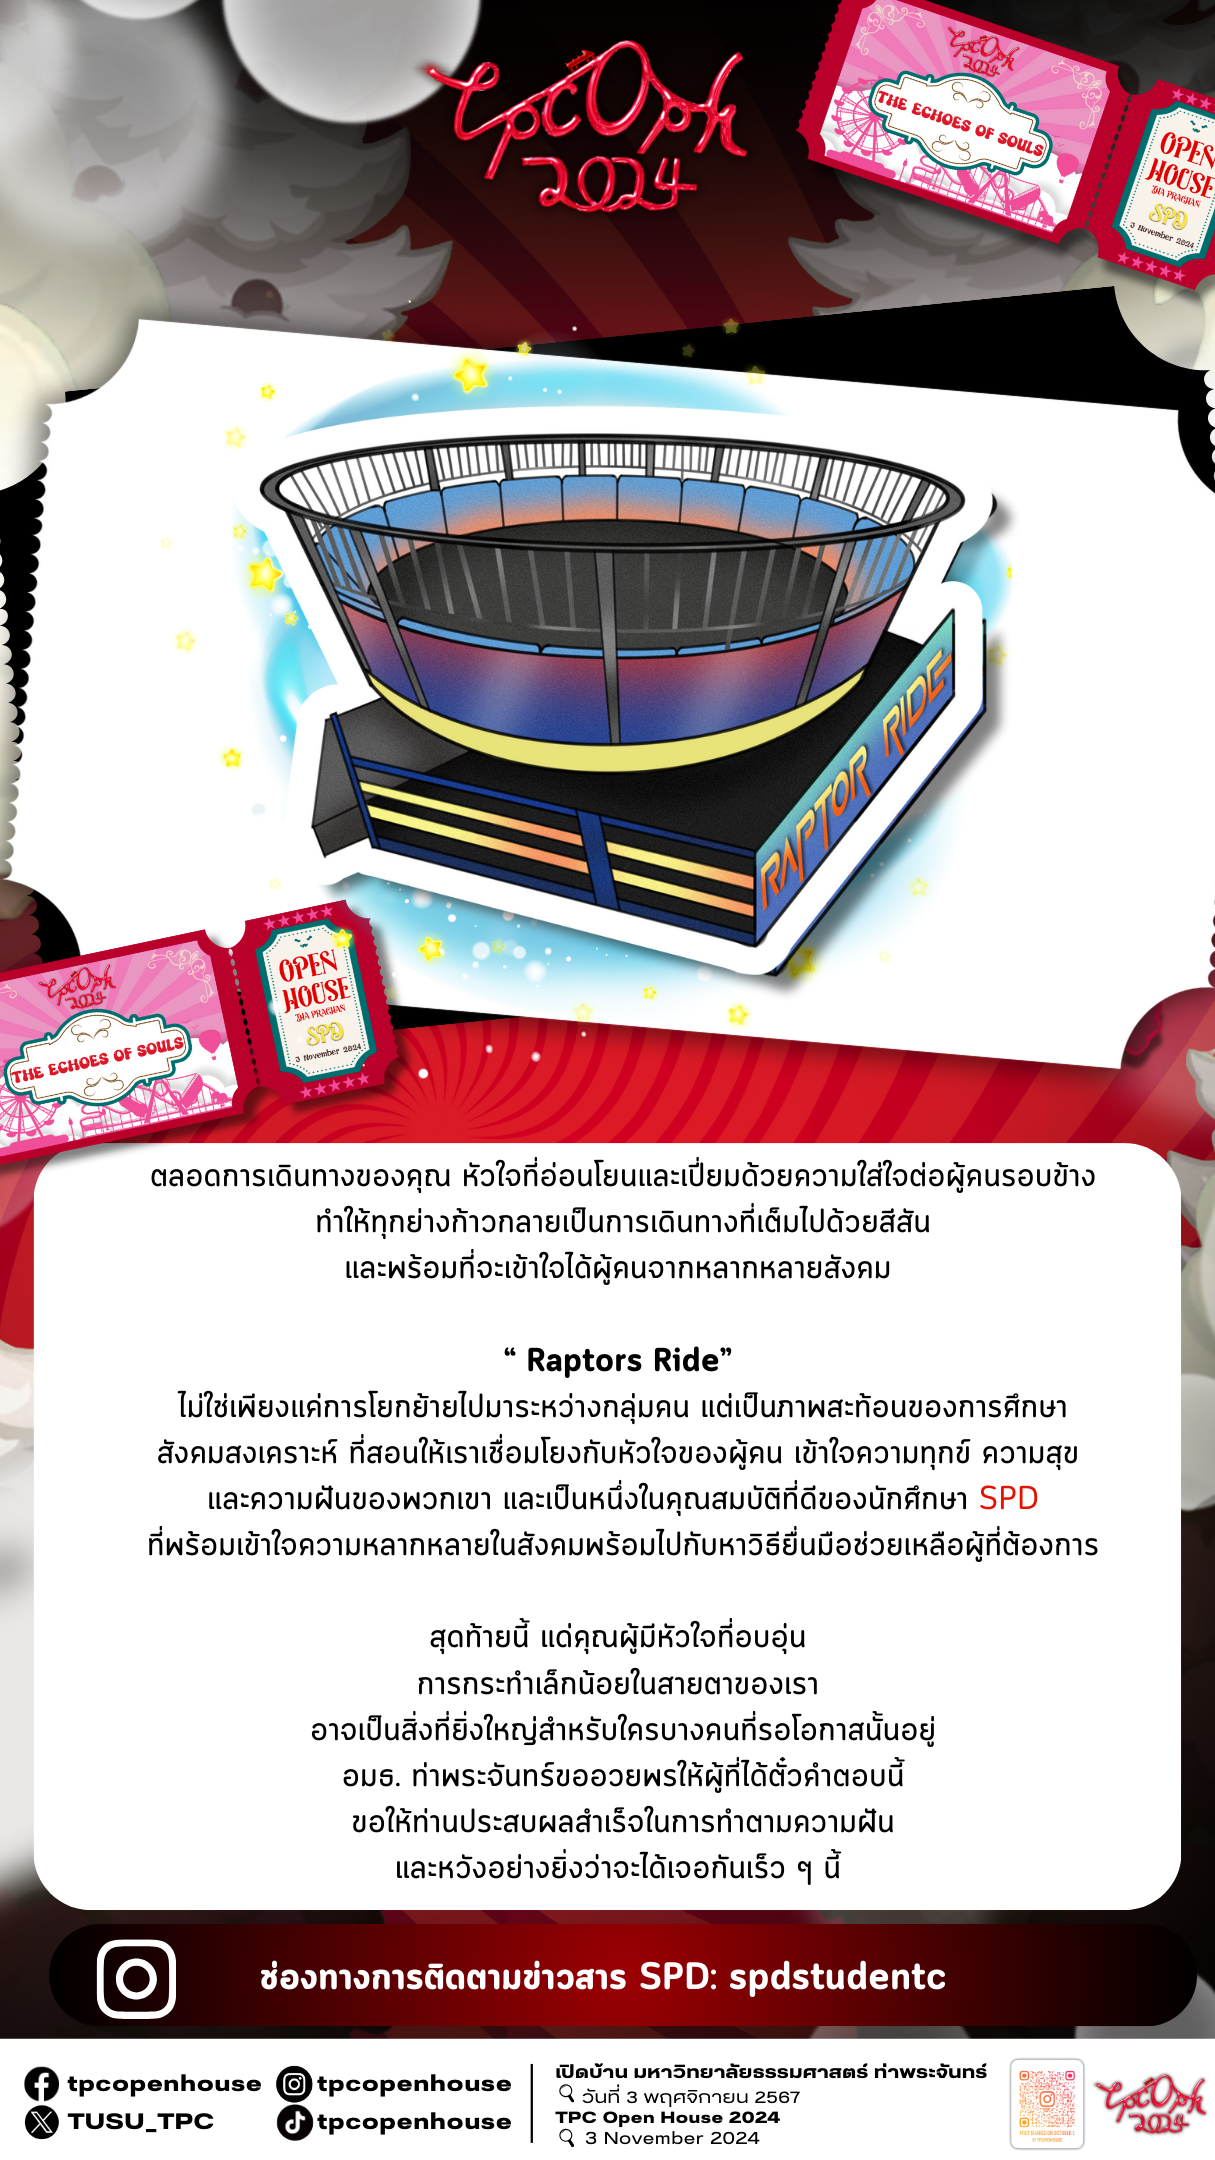 tpcOph
2024
tpcOph
2024
THE ECHOES OF SOULS
OPEN
HOUSE
THA PRACHAN
SPD
3 November 2024
RAPTOR RIDE
tpcOph
2024
THE ECHOES OF SOULS
OPEN
HOUSE
THA PRACHAN
SPD
3 November 2024
ตลอดการเดินทางของคุณ หัวใจที่อ่อนโยนและเปี่ยมด้วยความใส่ใจต่อผู้คนรอบข้าง
ทำให้ทุกย่างก้าวกลายเป็นการเดินทางที่เต็มไปด้วยสีสัน
และพร้อมที่จะเข้าใจได้ผู้คนจากหลากหลายสังคม
“ Raptors Ride”
ไม่ใช่เพียงแค่การโยกย้ายไปมาระหว่างกลุ่มคน แต่เป็นภาพสะท้อนของการศึกษา
สังคมสงเคราะห์ ที่สอนให้เราเชื่อมโยงกับหัวใจของผู้คน เข้าใจความทุกข์ ความสุข
และความฝันของพวกเขา และเป็นหนึ่งในคุณสมบัติที่ดีของนักศึกษา SPD
ที่พร้อมเข้าใจความหลากหลายในสังคมพร้อมไปกับหาวิธียื่นมือช่วยเหลือผู้ที่ต้องการ
สุดท้ายนี้ แด่คุณผู้มีหัวใจที่อบอุ่น
การกระทำเล็กน้อยในสายตาของเรา
อาจเป็นสิ่งที่ยิ่งใหญ่สำหรับใครบางคนที่รอโอกาสนั้นอยู่
อมธ. ท่าพระจันทร์ขออวยพรให้ผู้ที่ได้ตั๋วคำตอบนี้
ขอให้ท่านประสบผลสำเร็จในการทำตามความฝัน
และหวังอย่างยิ่งว่าจะได้เจอกันเร็ว ๆ นี้
ช่องทางการติดตามข่าวสาร SPD: spdstudentc
tpcopenhouse
tpcopenhouse
TUSU_TPC
tpcopenhouse
เปิดบ้าน มหาวิทยาลัยธรรมศาสตร์ ท่าพระจันทร์
วันที่ 3 พฤศจิกายน 2567
TPC Open House 2024
3 November 2024
tpcOph
2024